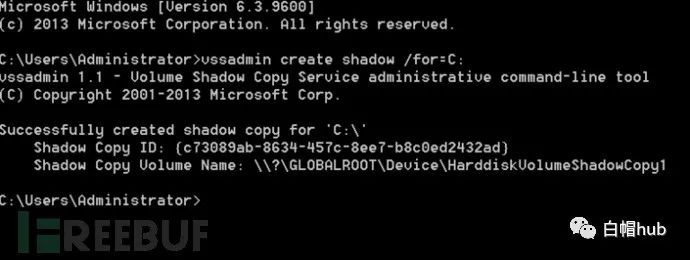 Microsoft Windows [Version 6.3.9600]
(c) 2013 Microsoft Corporation. All rights reserved.
C:\Users\Administrator>vssadmin create shadow /for=C:
vssadmin 1.1 - Volume Shadow Copy Service administrative command-line tool
(C) Copyright 2001-2013 Microsoft Corp.
Successfully created shadow copy for 'C:\'
Shadow Copy ID: {c73089ab-8634-457c-8ee7-b8c0ed2432ad}
Shadow Copy Volume Name: \\?\GLOBALROOT\Device\HarddiskVolumeShadowCopy1
C:\Users\Administrator>
FREEBUF
白帽hub